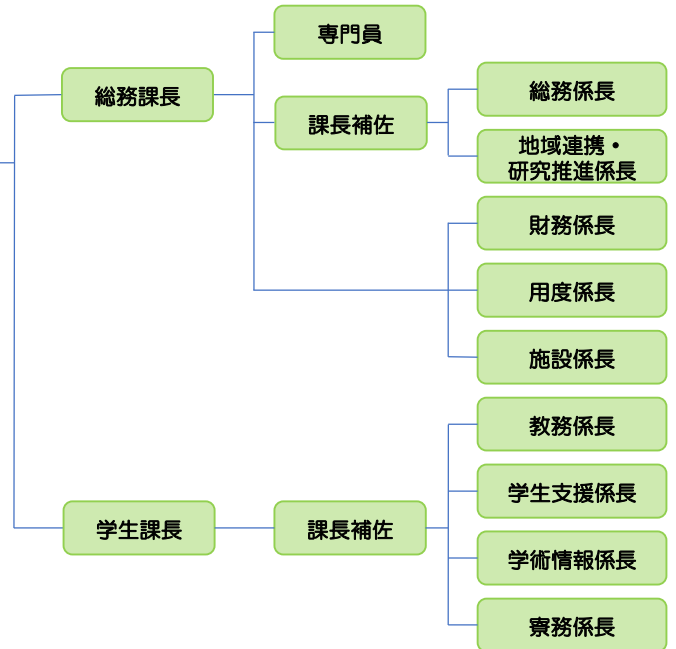 専門員
総務課長
課長補佐
総務係長
地域連携・
研究推進係長
財務係長
用度係長
施設係長
教務係長
学生支援係長
学生課長
課長補佐
学術情報係長
寮務係長